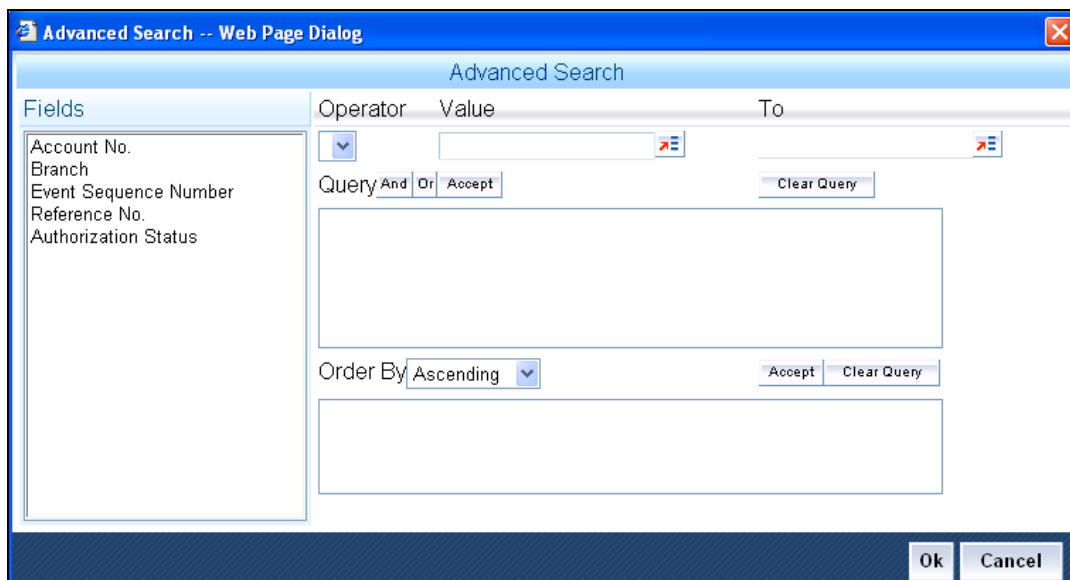 Advanced Search -- Web Page Dialog
Advanced Search
Fields
Operator Value To
Account No.
Branch
Event Sequence Number
Reference No.
Authorization Status
Query And Or Accept Clear Query
Order By Ascending Accept Clear Query
Ok Cancel